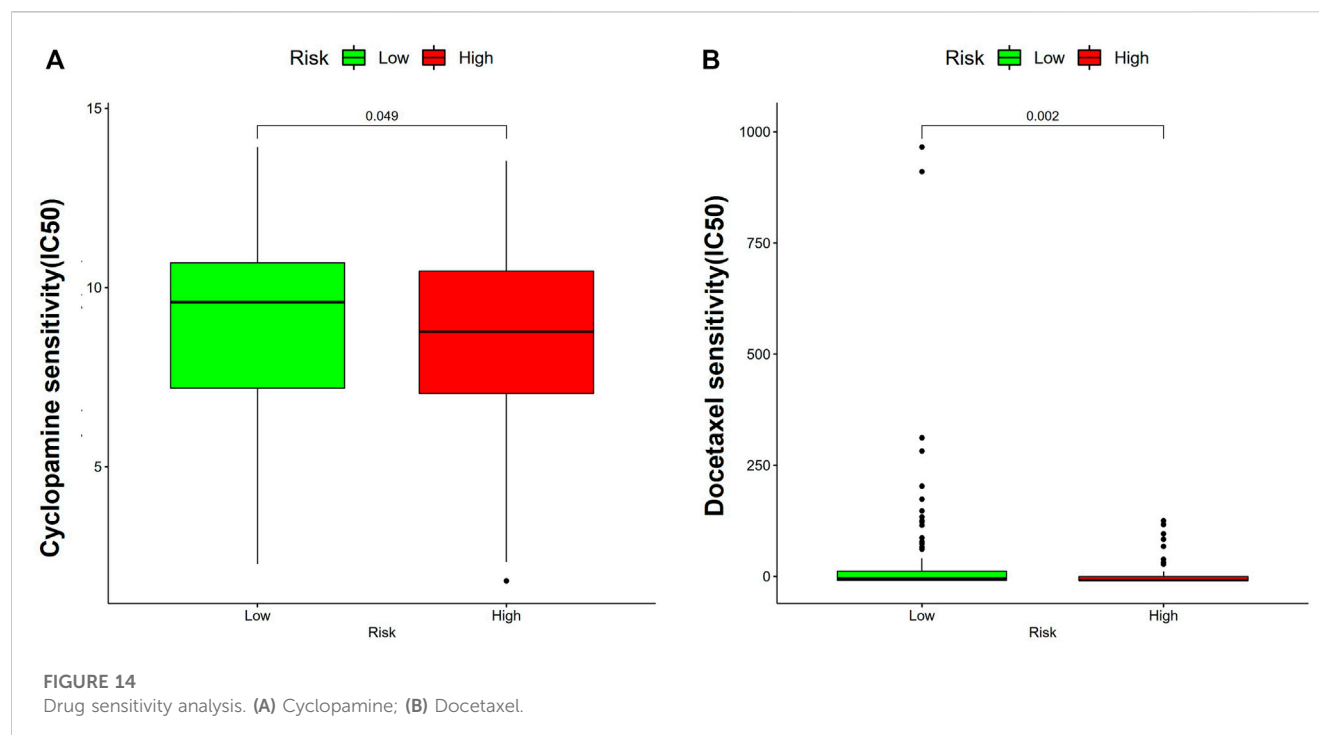 A
Risk Low High
Cyclopamine sensitivity(IC50)
15
10
5
0.049
Low High
Risk
B
Risk Low High
Docetaxel sensitivity(IC50)
1000
750
500
250
0
0.002
Low High
Risk
FIGURE 14
Drug sensitivity analysis. (A) Cyclopamine; (B) Docetaxel.